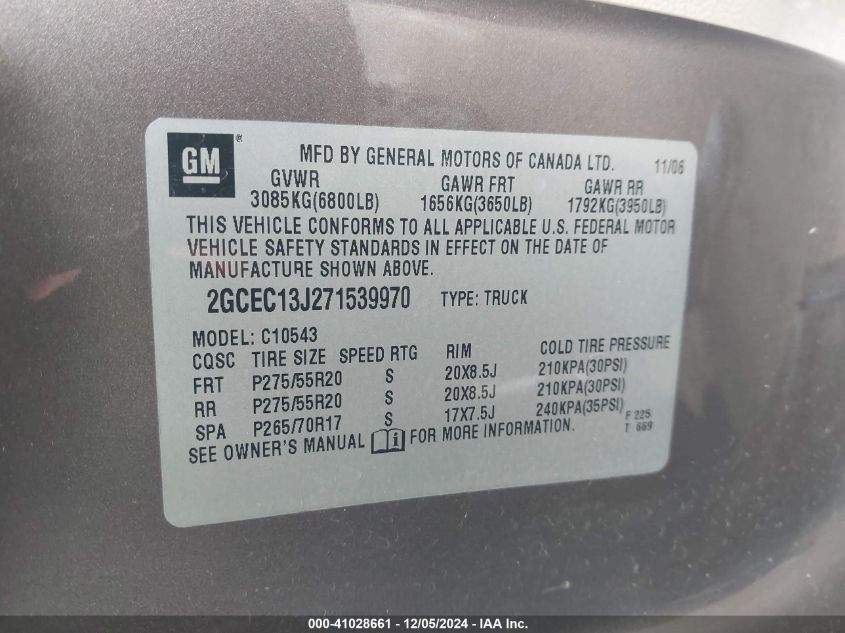 GM ® MFD BY GENERAL MOTORS OF CANADA LTD. 11/06
GVWR GAWR FRT GAWR RR
3085KG(6800LB) 1656KG(3650LB) 1792KG(3950LB)
THIS VEHICLE CONFORMS TO ALL APPLICABLE U.S. FEDERAL MOTOR
VEHICLE SAFETY STANDARDS IN EFFECT ON THE DATE OF
MANUFACTURE SHOWN ABOVE.
2GCEC13J271539970 TYPE: TRUCK
MODEL: C10543
CQSC TIRE SIZE SPEED RTG RIM COLD TIRE PRESSURE
FRT P275/55R20 S 20X8.5J 210KPA(30PSI)
RR P275/55R20 S 20X8.5J 210KPA(30PSI)
SPA P265/70R17 S 17X7.5J 240KPA(35PSI) F 225
SEE OWNER'S MANUAL i FOR MORE INFORMATION. T 669
000-41028661 - 12/05/2024 - IAA Inc.